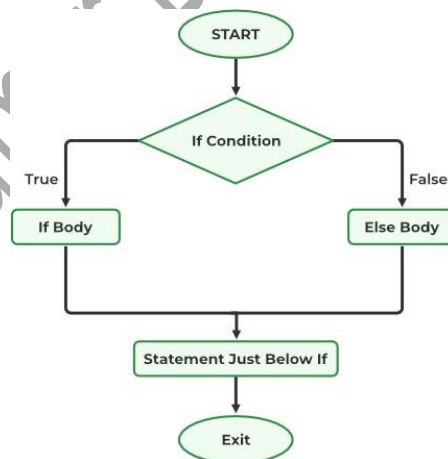 START
If Condition
True
False
If Body
Else Body
Statement Just Below If
Exit